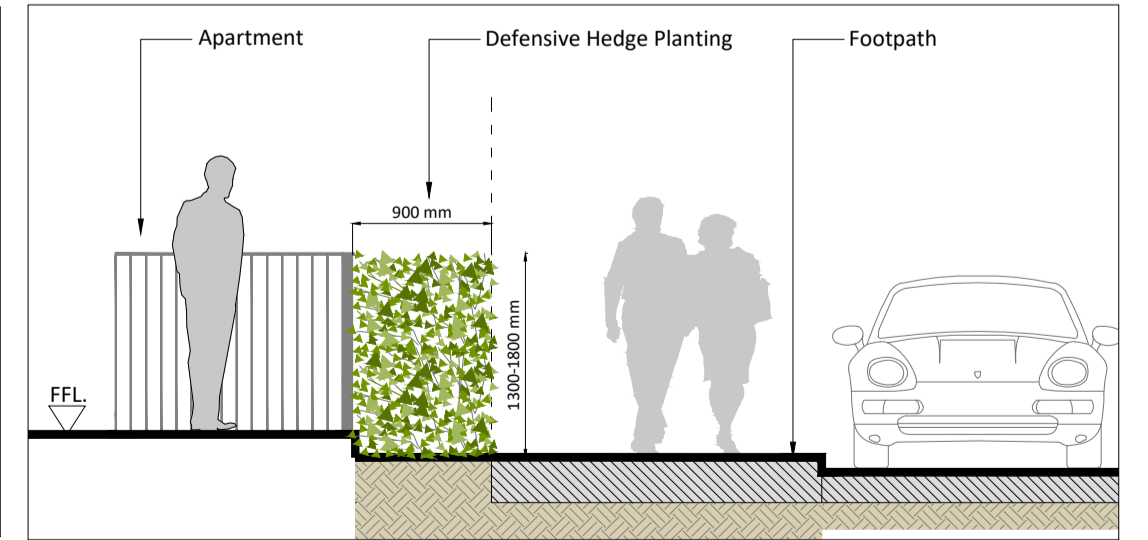 Apartment
Defensive Hedge Planting
Footpath
900 mm
1300-1800 mm
FFL.